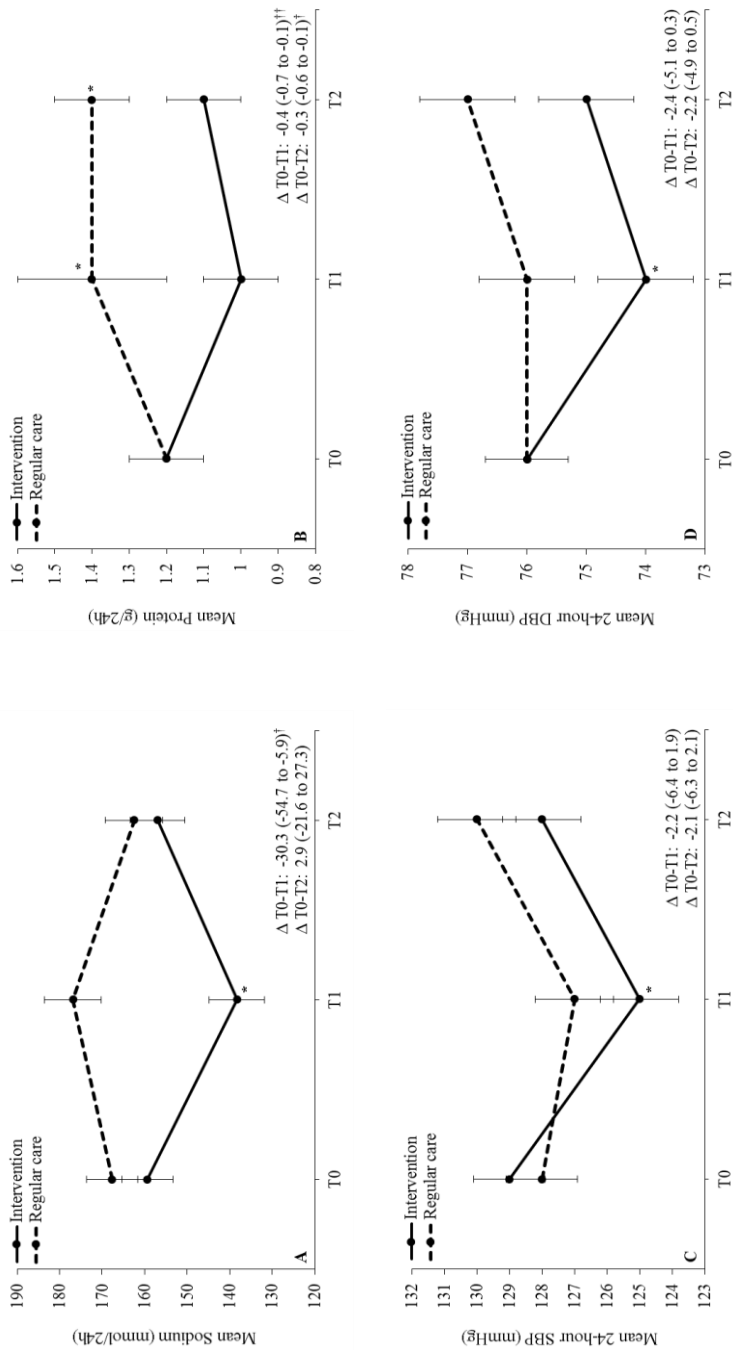 Intervention
Regular care
Mean Sodium (mmol/24h)
190
180
170
160
150
140
130
120
A
*
Δ T0-T1: -30.3 (-54.7 to -5.9)†
Δ T0-T2: 2.9 (-21.6 to 27.3)
T0 T1 T2
Intervention
Regular care
Mean Protein (g/24h)
1.6
1.5
1.4
1.3
1.2
1.1
1
0.9
0.8
B
*
*
Δ T0-T1: -0.4 (-0.7 to -0.1)††
Δ T0-T2: -0.3 (-0.6 to -0.1)†
T0 T1 T2
Intervention
Regular care
Mean 24-hour SBP (mmHg)
132
131
130
129
128
127
126
125
124
123
C
*
Δ T0-T1: -2.2 (-6.4 to 1.9)
Δ T0-T2: -2.1 (-6.3 to 2.1)
T0 T1 T2
Intervention
Regular care
Mean 24-hour DBP (mmHg)
78
77
76
75
74
73
D
*
Δ T0-T1: -2.4 (-5.1 to 0.3)
Δ T0-T2: -2.2 (-4.9 to 0.5)
T0 T1 T2